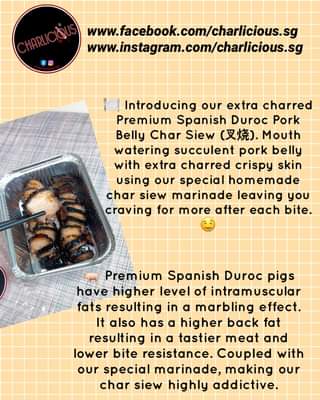 CHARLICIOUS
www.facebook.com/charlicious.sg
www.instagram.com/charlicious.sg
🍽️ Introducing our extra charred
Premium Spanish Duroc Pork
Belly Char Siew (叉烧). Mouth
watering succulent pork belly
with extra charred crispy skin
using our special homemade
char siew marinade leaving you
craving for more after each bite.
😋
🐖 Premium Spanish Duroc pigs
have higher level of intramuscular
fats resulting in a marbling effect.
It also has a higher back fat
resulting in a tastier meat and
lower bite resistance. Coupled with
our special marinade, making our
char siew highly addictive.